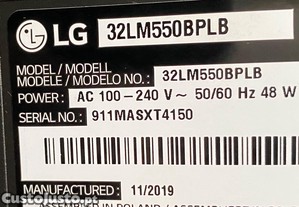 LG 32LM550BPLB
MODEL / MODELL
MODELE / MODELO NO.: 32LM550BPLB
POWER: AC 100-240 V~ 50/60 Hz 48 W
SERIAL NO.: 911MASXT4150
MANUFACTURED: 11/2019
CustoJusto